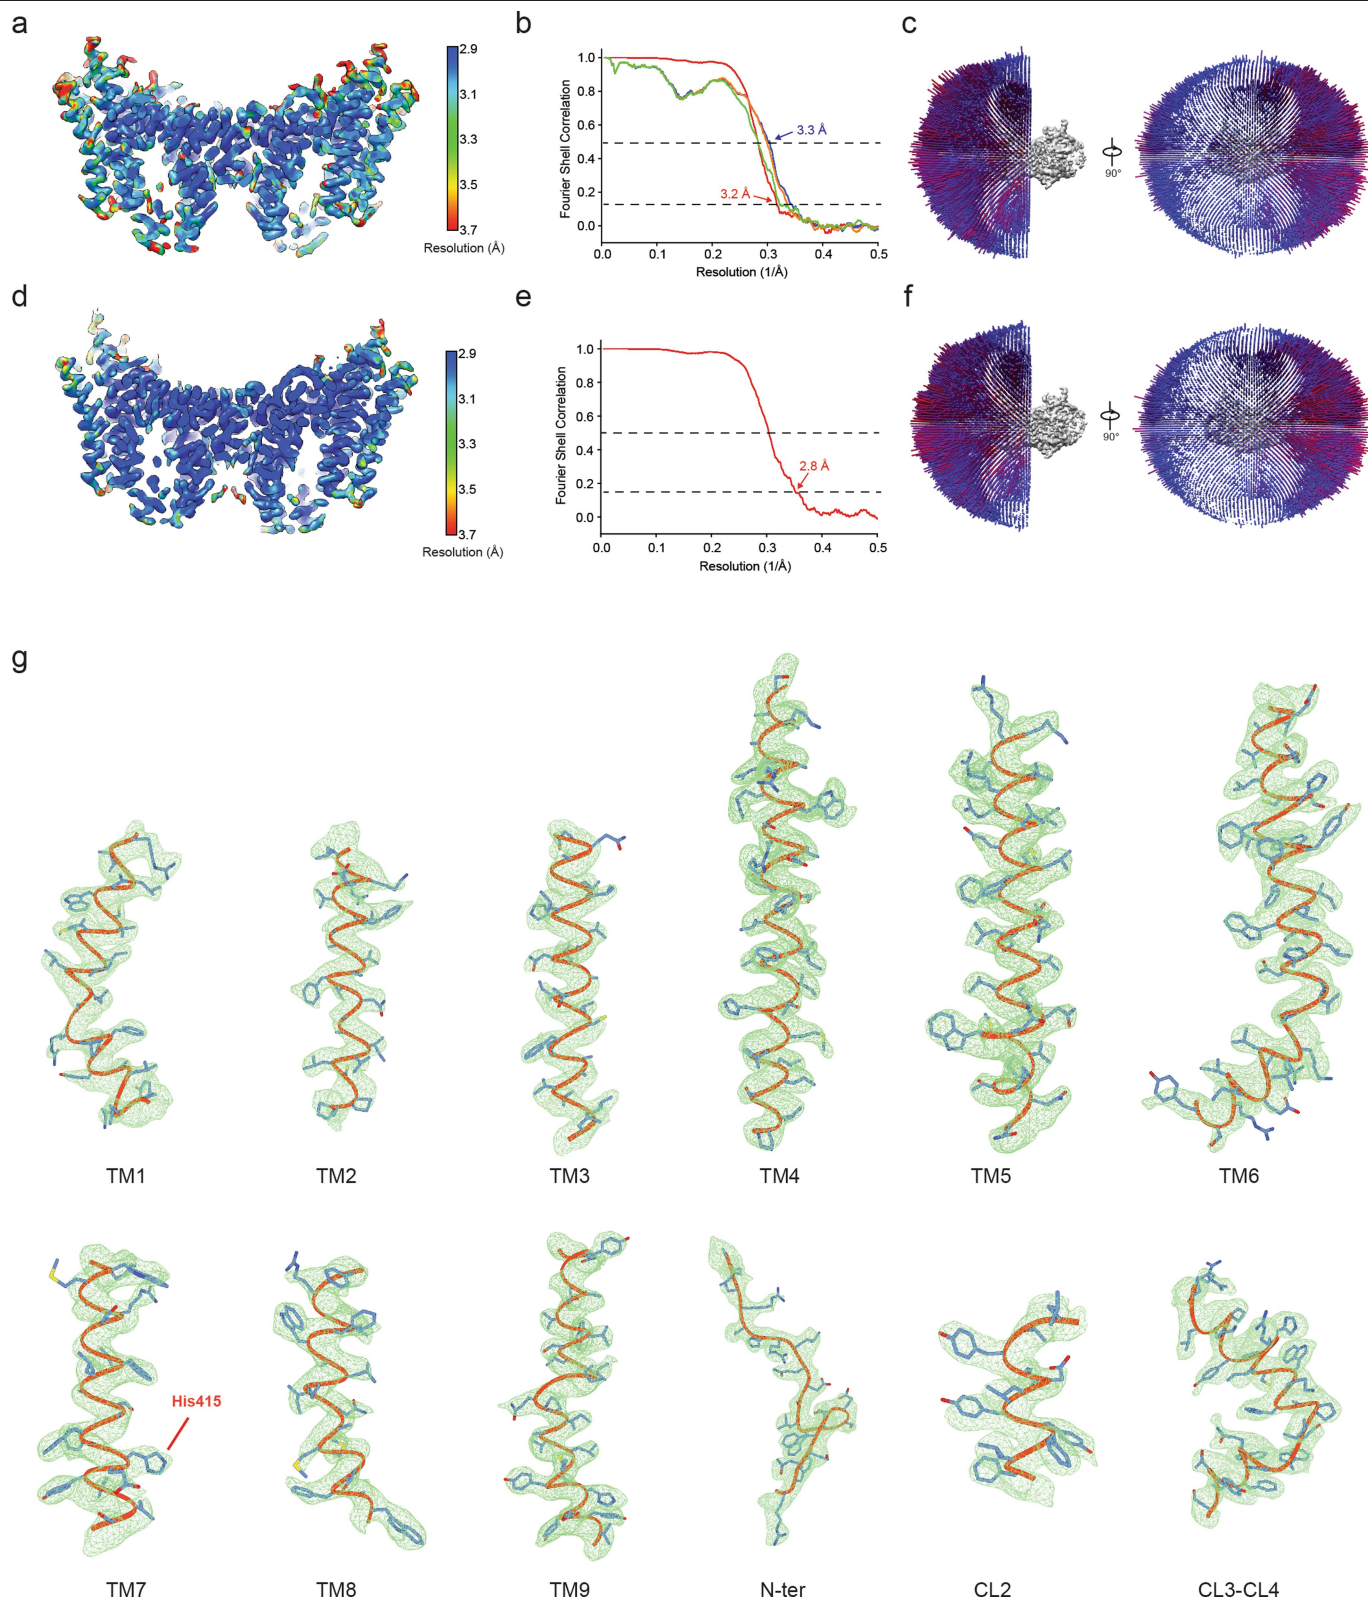 a
2.9
3.1
3.3
3.5
3.7
Resolution (Å)
b
Fourier Shell Correlation
1.0
0.8
0.6
0.4
0.2
0.0
3.3 Å
3.2 Å
0.0 0.1 0.2 0.3 0.4 0.5
Resolution (1/Å)
c
90°
d
2.9
3.1
3.3
3.5
3.7
Resolution (Å)
e
Fourier Shell Correlation
1.0
0.8
0.6
0.4
0.2
0.0
2.8 Å
0.0 0.1 0.2 0.3 0.4 0.5
Resolution (1/Å)
f
90°
g
TM1 TM2 TM3 TM4 TM5 TM6
His415
TM7 TM8 TM9 N-ter CL2 CL3-CL4